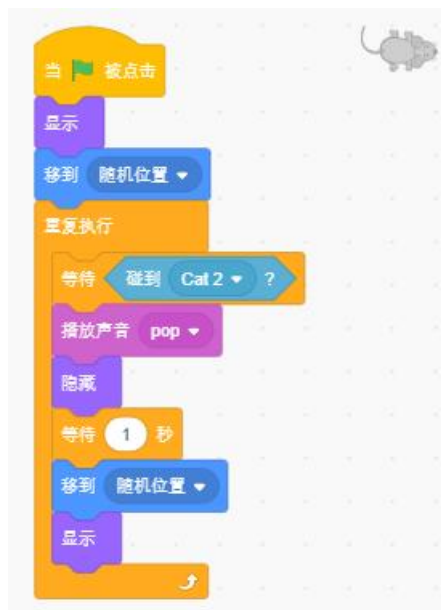 当 被点击
显示
移到 随机位置
重复执行
等待 碰到 Cat 2 ?
播放声音 pop
隐藏
等待 1 秒
移到 随机位置
显示